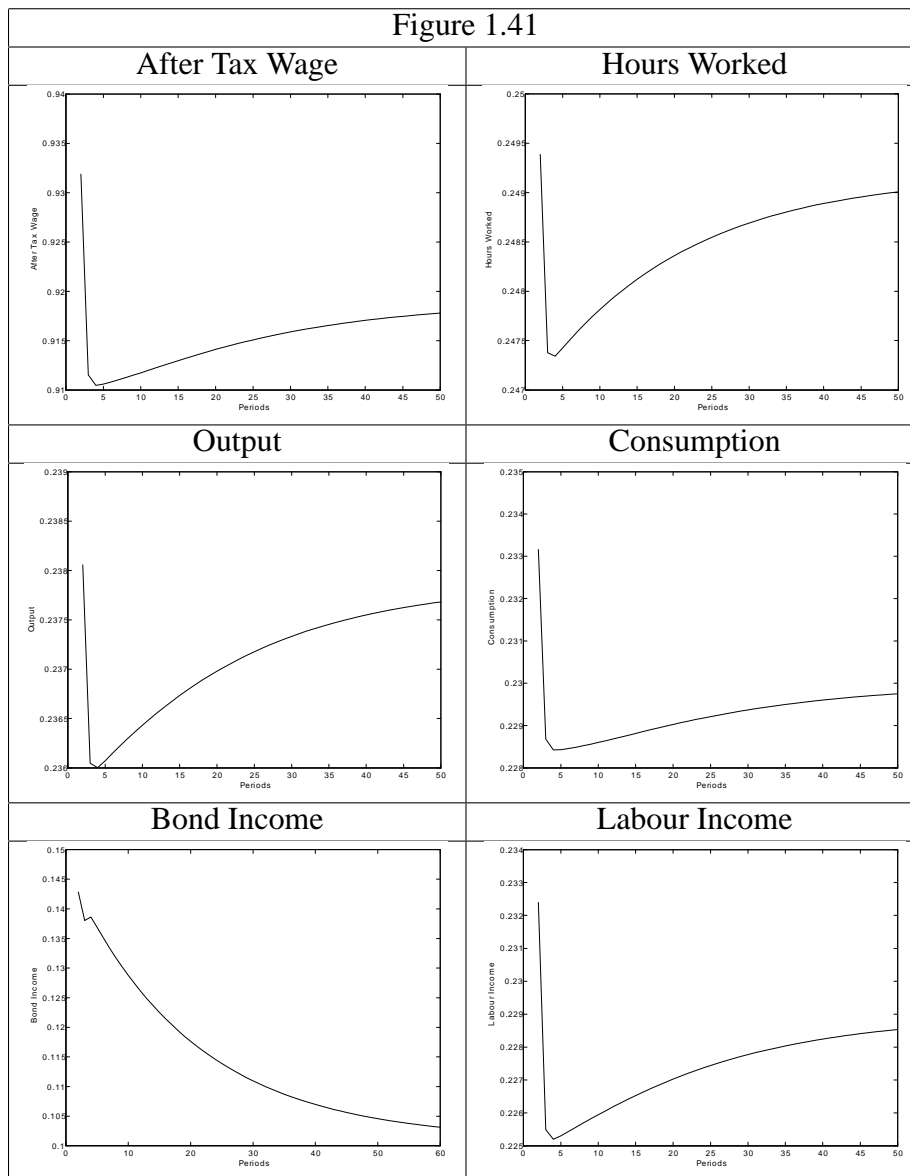 Figure 1.41
After Tax Wage
Hours Worked
0.94
0.935
0.93
0.925
0.92
0.915
0.91
After Tax Wage
0 5 10 15 20 25 30 35 40 45 50
Periods
0.25
0.2495
0.249
0.2485
0.248
0.2475
0.247
Hours Worked
0 5 10 15 20 25 30 35 40 45 50
Periods
Output
Consumption
0.239
0.2385
0.238
0.2375
0.237
0.2365
0.236
Output
0 5 10 15 20 25 30 35 40 45 50
Periods
0.235
0.234
0.233
0.232
0.231
0.23
0.229
0.228
Consumption
0 5 10 15 20 25 30 35 40 45 50
Periods
Bond Income
Labour Income
0.15
0.145
0.14
0.135
0.13
0.125
0.12
0.115
0.11
0.105
0.1
Bond Income
0 10 20 30 40 50 60
Periods
0.234
0.233
0.232
0.231
0.23
0.229
0.228
0.227
0.226
0.225
Labour Income
0 5 10 15 20 25 30 35 40 45 50
Periods